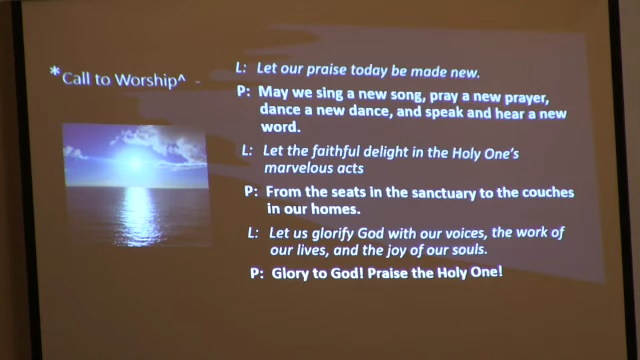 *Call to Worship^ -
L: Let our praise today be made new.
P: May we sing a new song, pray a new prayer,
dance a new dance, and speak and hear a new
word.
L: Let the faithful delight in the Holy One's
marvelous acts
P: From the seats in the sanctuary to the couches
in our homes.
L: Let us glorify God with our voices, the work of
our lives, and the joy of our souls.
P: Glory to God! Praise the Holy One!